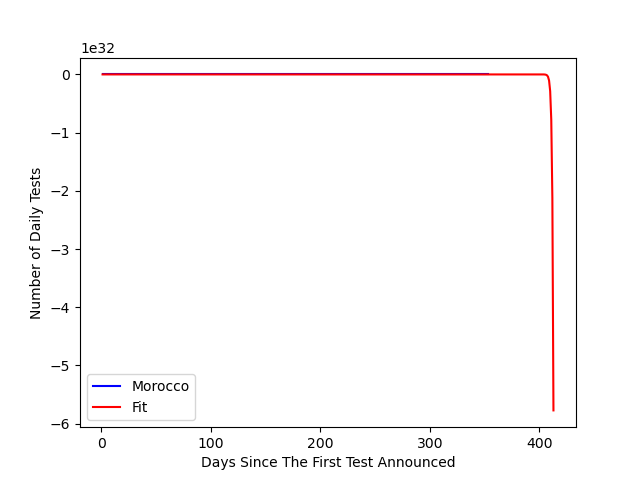 1e32
0
−1
−2
−3
−4
−5
−6
Number of Daily Tests
Morocco
Fit
0 100 200 300 400
Days Since The First Test Announced